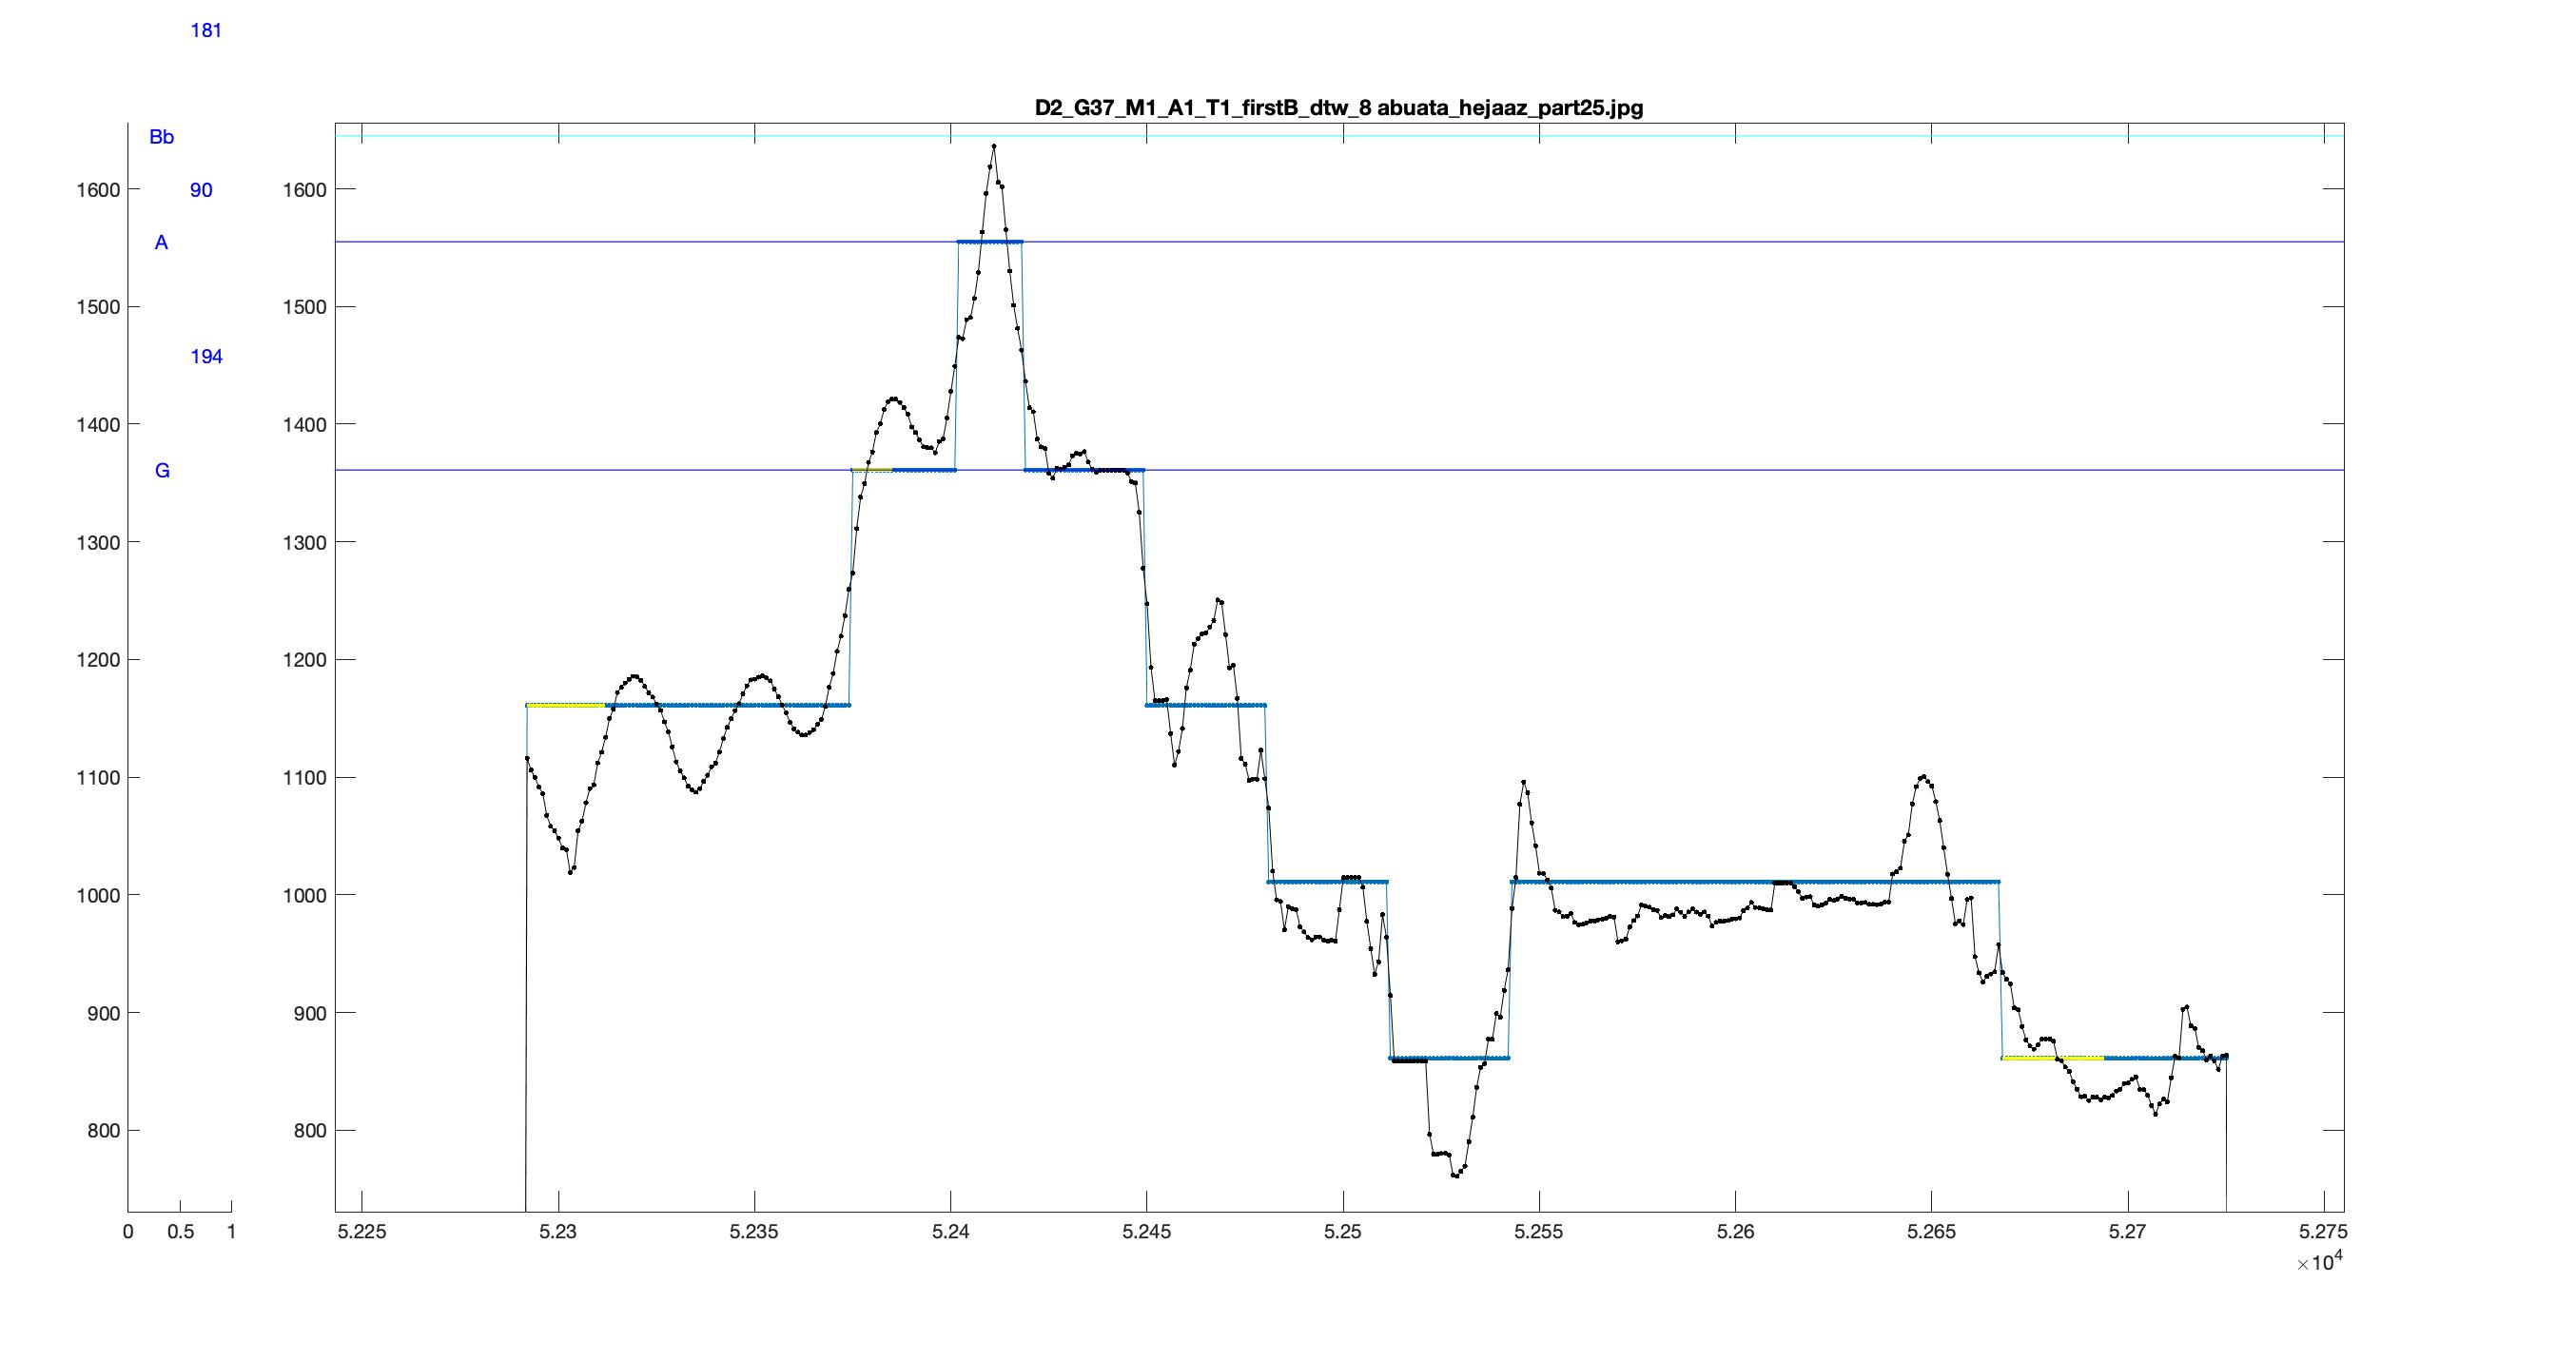 181
D2_G37_M1_A1_T1_firstB_dtw_8 abuata_hejaaz_part25.jpg
Bb
1600 90 1600
A
1500 1500
194
1400 1400
G
1300 1300
1200 1200
1100 1100
1000 1000
900 900
800 800
0 0.5 1 5.225 5.23 5.235 5.24 5.245 5.25 5.255 5.26 5.265 5.27 5.275
×10⁴